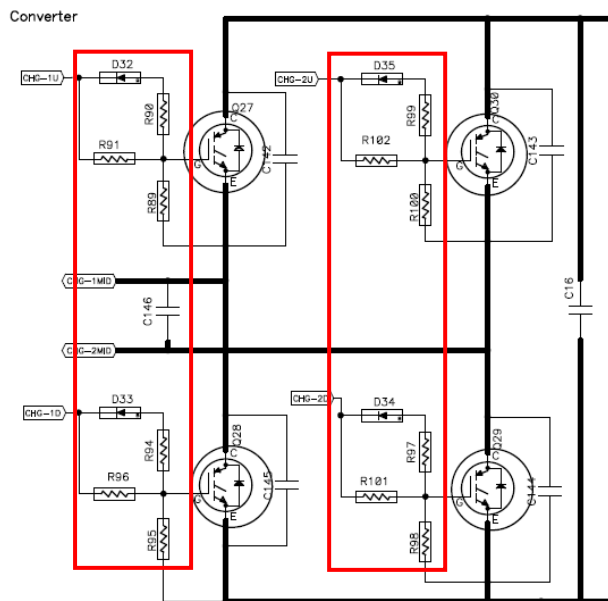 Converter
CHG-1U
D32
R90
R91
R89
Q27
C
G
E
C142
CHG-2U
D35
R99
R102
R100
Q30
C
G
E
C143
CHG-1MID
C146
CHG-2MID
C16
CHG-1D
D33
R94
R96
R95
Q28
C
G
E
C145
CHG-2D
D34
R97
R101
R98
Q29
C
G
E
C144